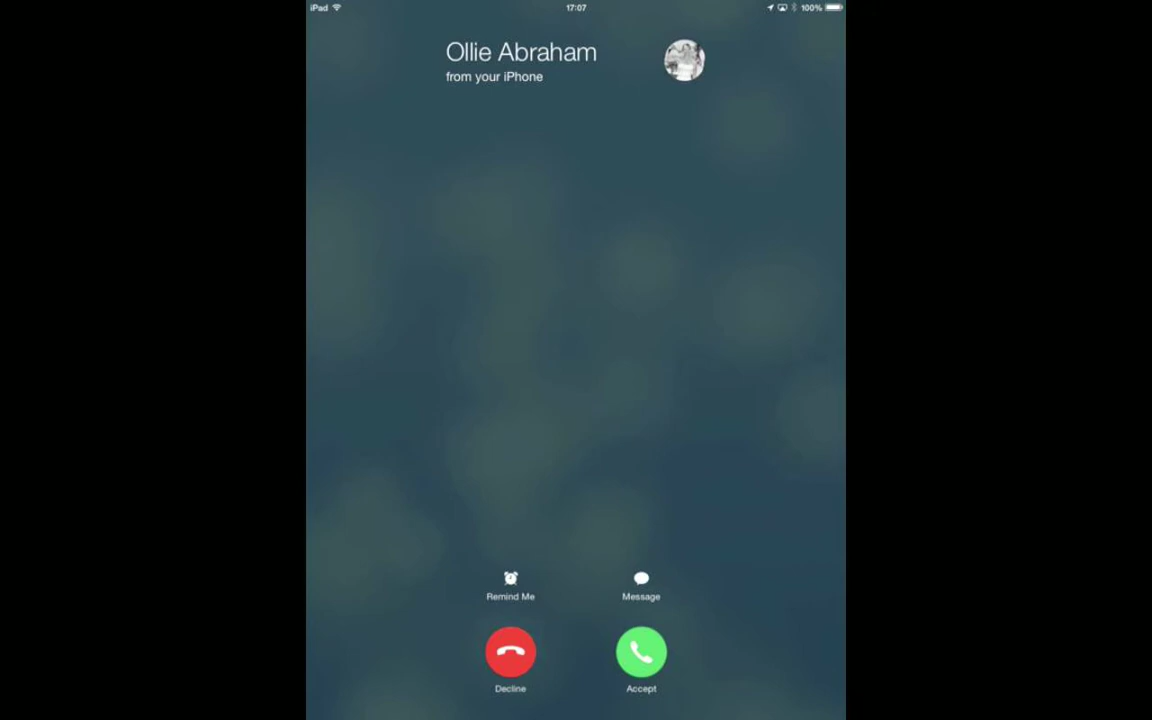 iPad 17:07 100%
Ollie Abraham
from your iPhone
Remind Me Message
Decline Accept